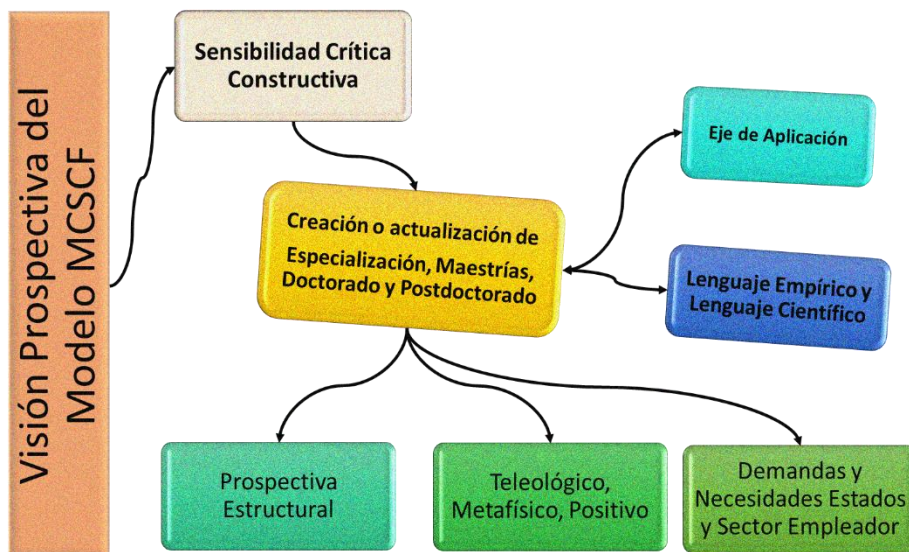 Visión Prospectiva del
Modelo MCSCF
Sensibilidad Crítica
Constructiva
Eje de Aplicación
Creación o actualización de
Especialización, Maestrías,
Doctorado y Postdoctorado
Lenguaje Empírico y
Lenguaje Científico
Prospectiva
Estructural
Teleológico,
Metafísico, Positivo
Demandas y
Necesidades Estados
y Sector Empleador